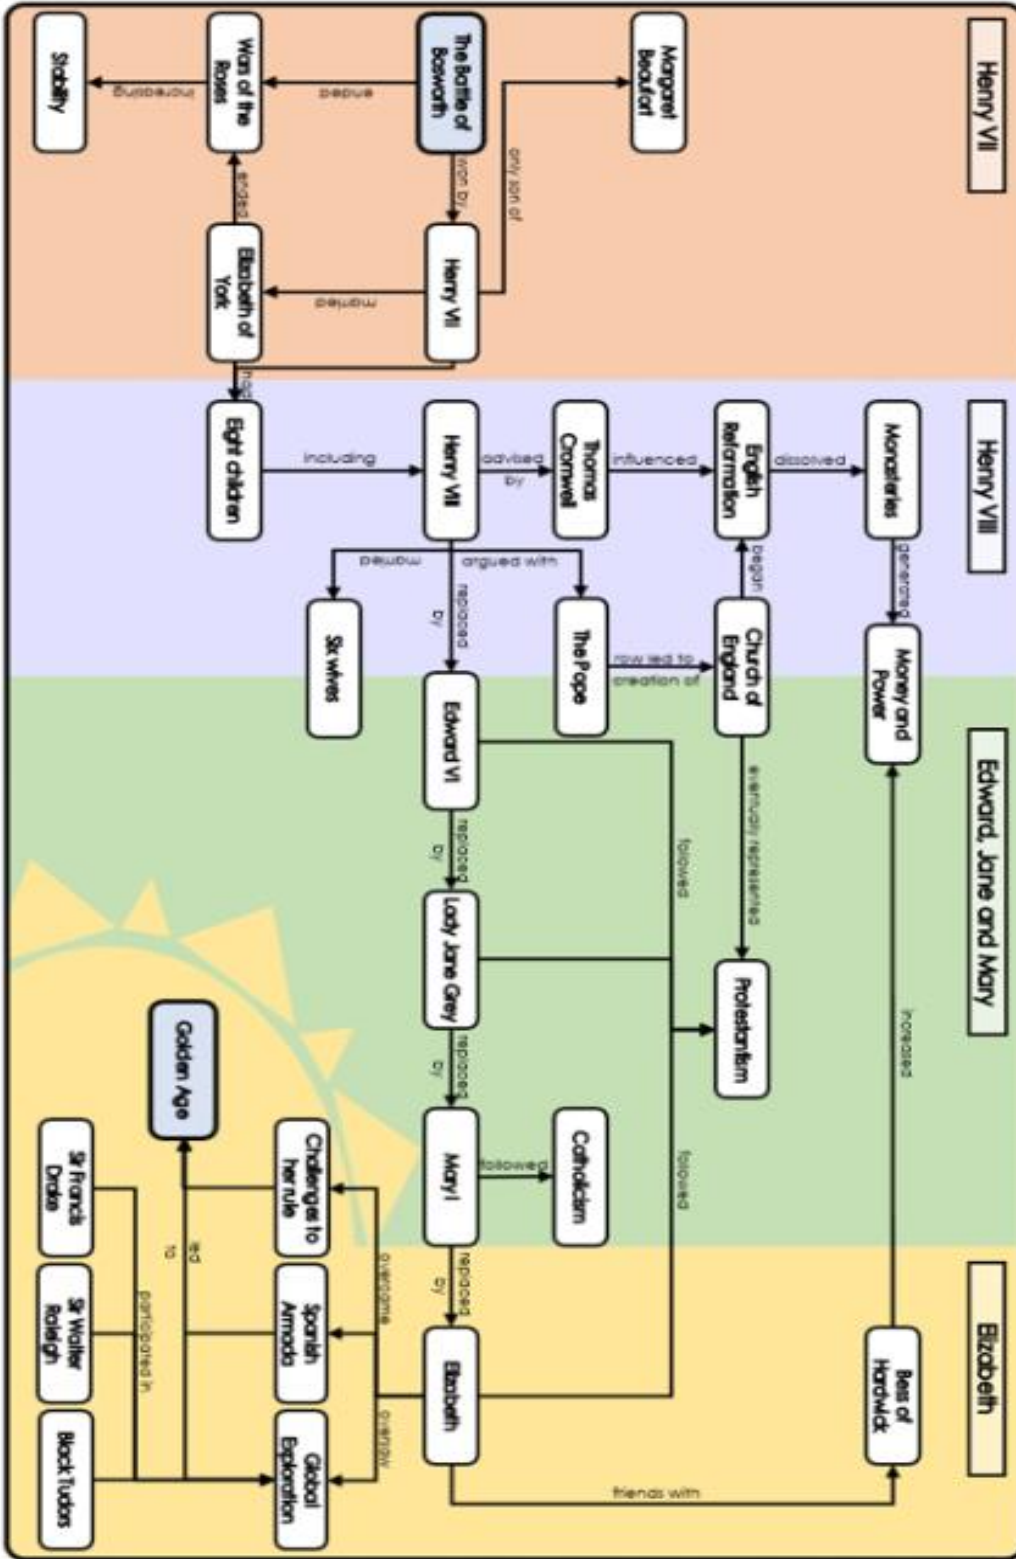 Henry VII
Henry VIII
Edward, Jane and Mary
Elizabeth
Margaret
Beaufort
only son of
The Battle of
Bosworth
won by
Henry VII
ended
married
Wars of the
Roses
ended
Elizabeth of
York
increasing
Stability
had
Monasteries
generated
Money and
Power
increased
Bess of
Hardwick
dissolved
English
Reformation
began
Church of
England
eventually represented
Protestantism
influenced
row led to
creation of
Thomas
Cromwell
The Pope
Catholicism
advised
by
argued with
followed
followed
followed
friends with
Henry VIII
replaced
by
Edward VI
replaced
by
Lady Jane Grey
replaced
by
Mary I
replaced
by
Elizabeth
including
married
Six wives
Eight children
overcame
oversaw
Challenges to
her rule
Spanish
Armada
Global
Exploration
Golden Age
led
to
participated in
Sir Francis
Drake
Sir Walter
Raleigh
Black Tudors